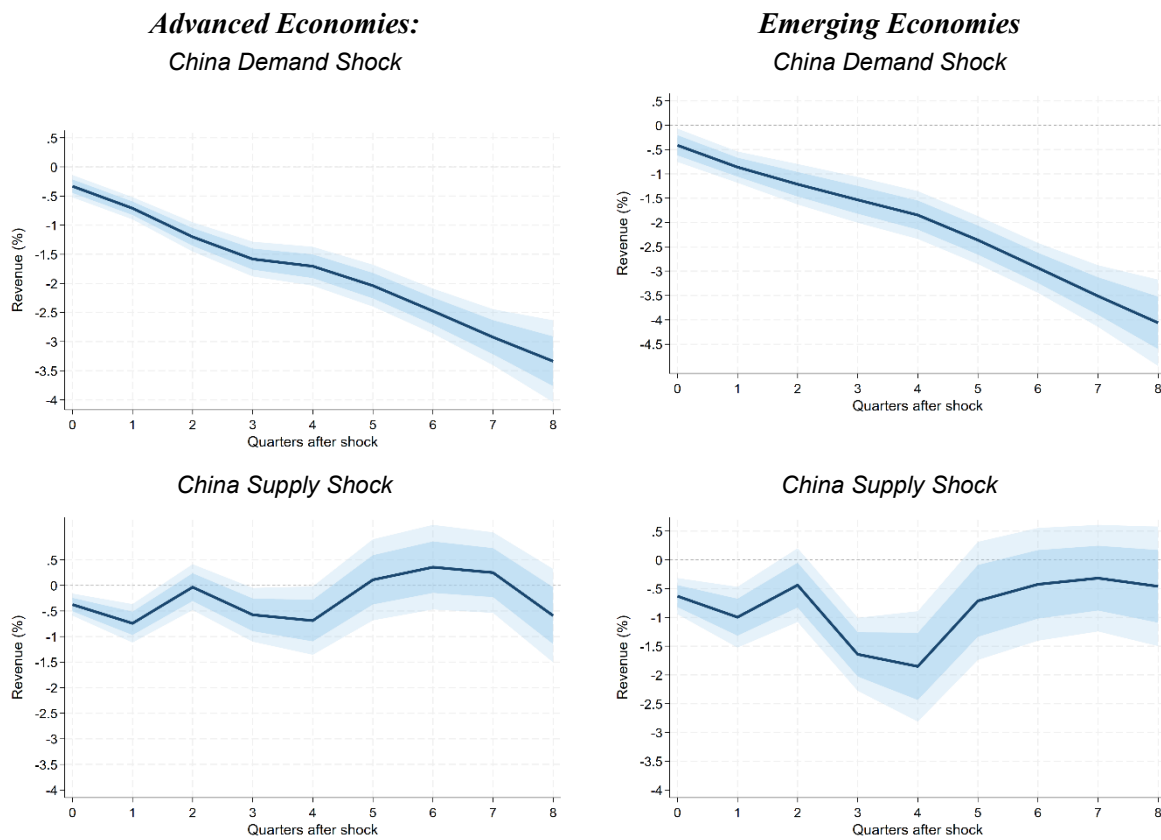 Advanced Economies:
China Demand Shock
Revenue (%)
.5
0
-.5
-1
-1.5
-2
-2.5
-3
-3.5
-4
0 1 2 3 4 5 6 7 8
Quarters after shock
Emerging Economies
China Demand Shock
Revenue (%)
.5
0
-.5
-1
-1.5
-2
-2.5
-3
-3.5
-4
-4.5
0 1 2 3 4 5 6 7 8
Quarters after shock
China Supply Shock
Revenue (%)
.5
0
-.5
-1
-1.5
-2
-2.5
-3
-3.5
-4
0 1 2 3 4 5 6 7 8
Quarters after shock
China Supply Shock
Revenue (%)
.5
0
-.5
-1
-1.5
-2
-2.5
-3
-3.5
-4
0 1 2 3 4 5 6 7 8
Quarters after shock